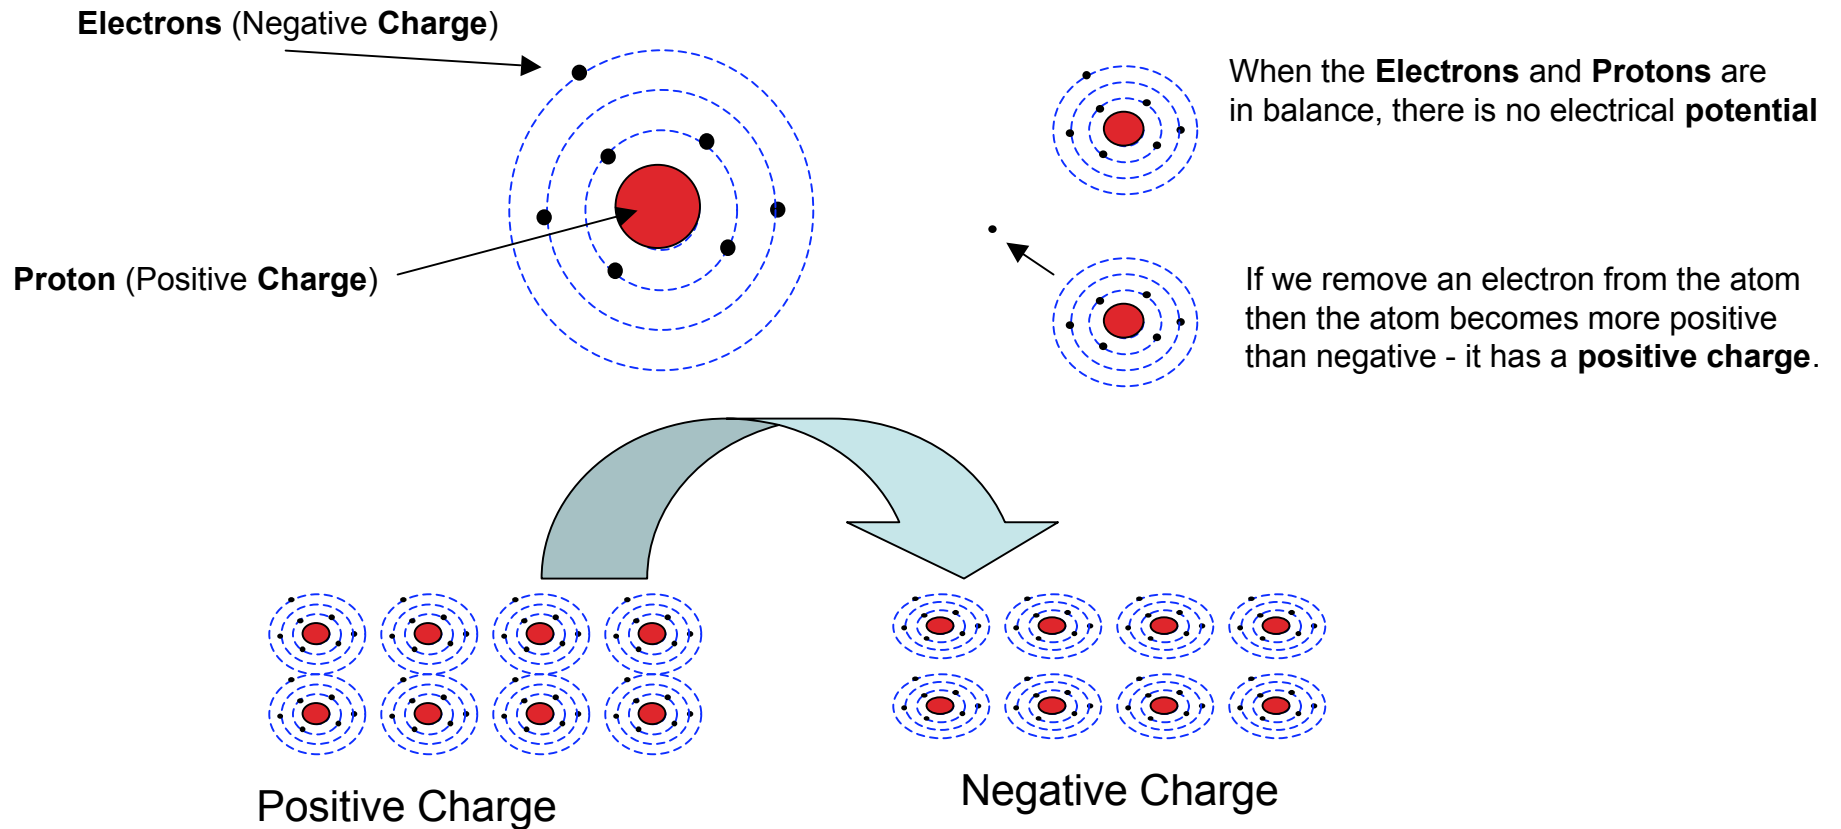 Electrons (Negative Charge)
When the Electrons and Protons are
in balance, there is no electrical potential
Proton (Positive Charge)
If we remove an electron from the atom
then the atom becomes more positive
than negative - it has a positive charge.
Positive Charge
Negative Charge